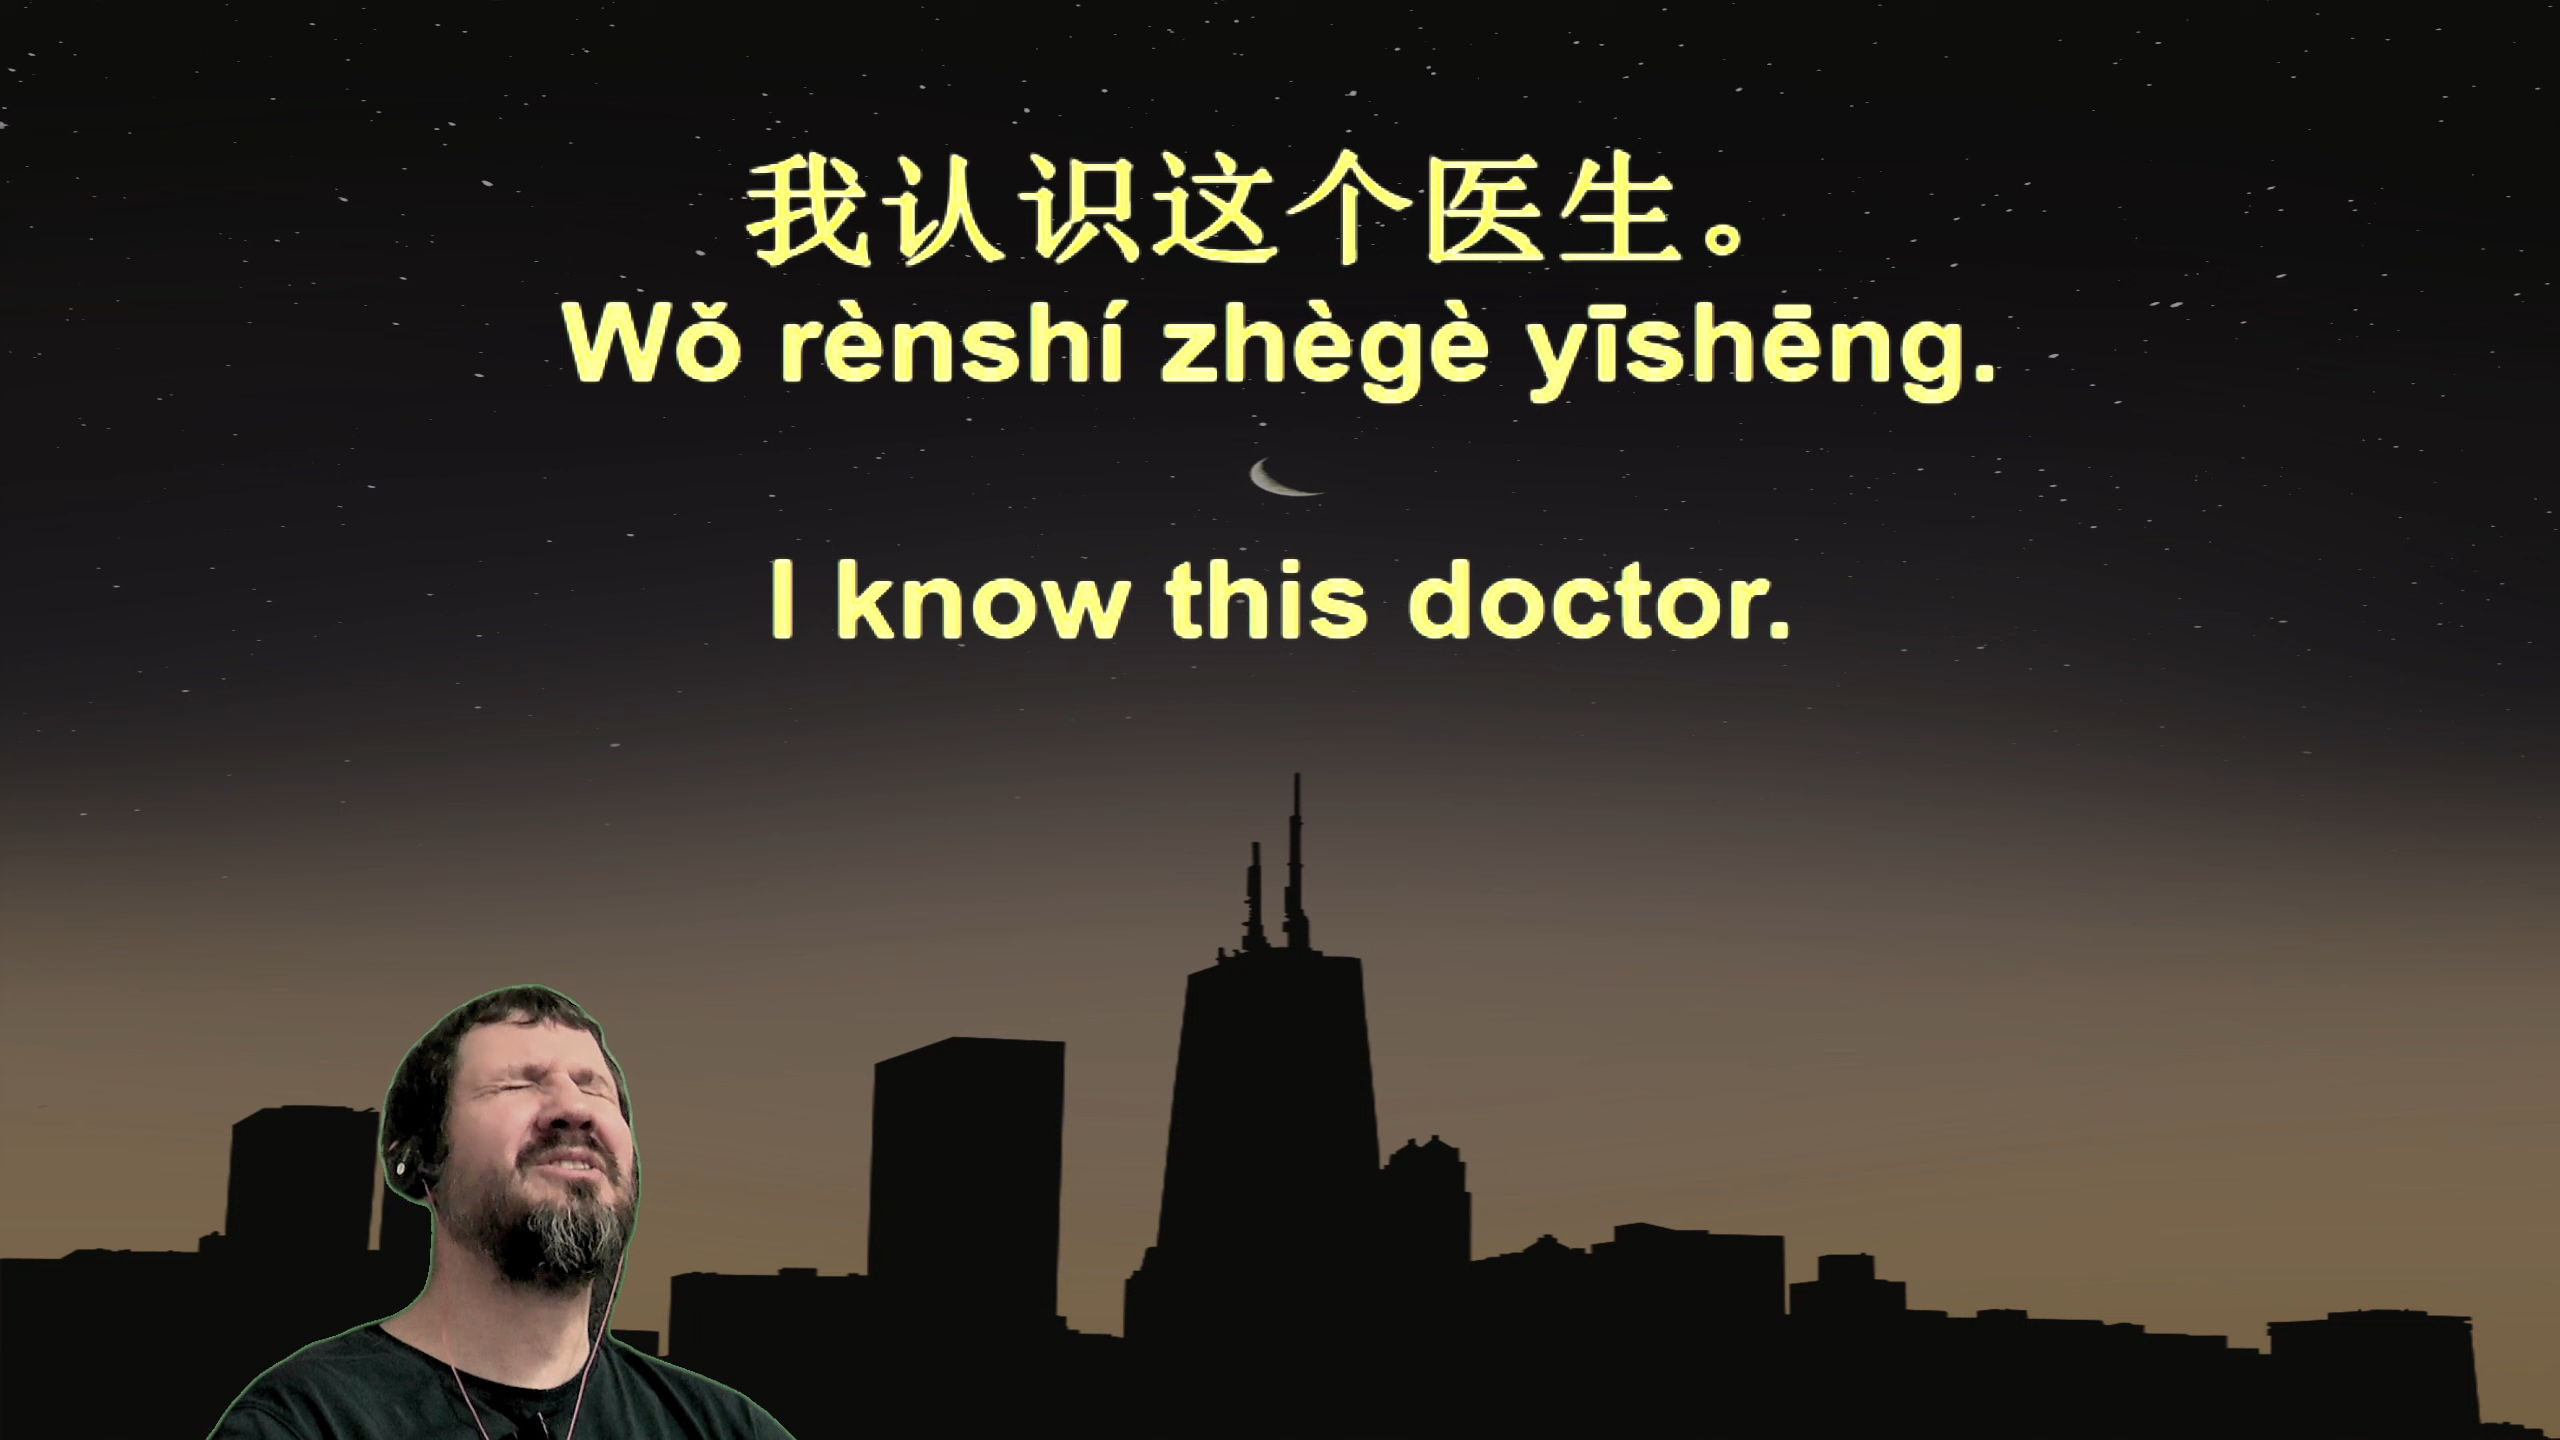 我认识这个医生。
Wǒ rènshí zhègè yīshēng.
I know this doctor.